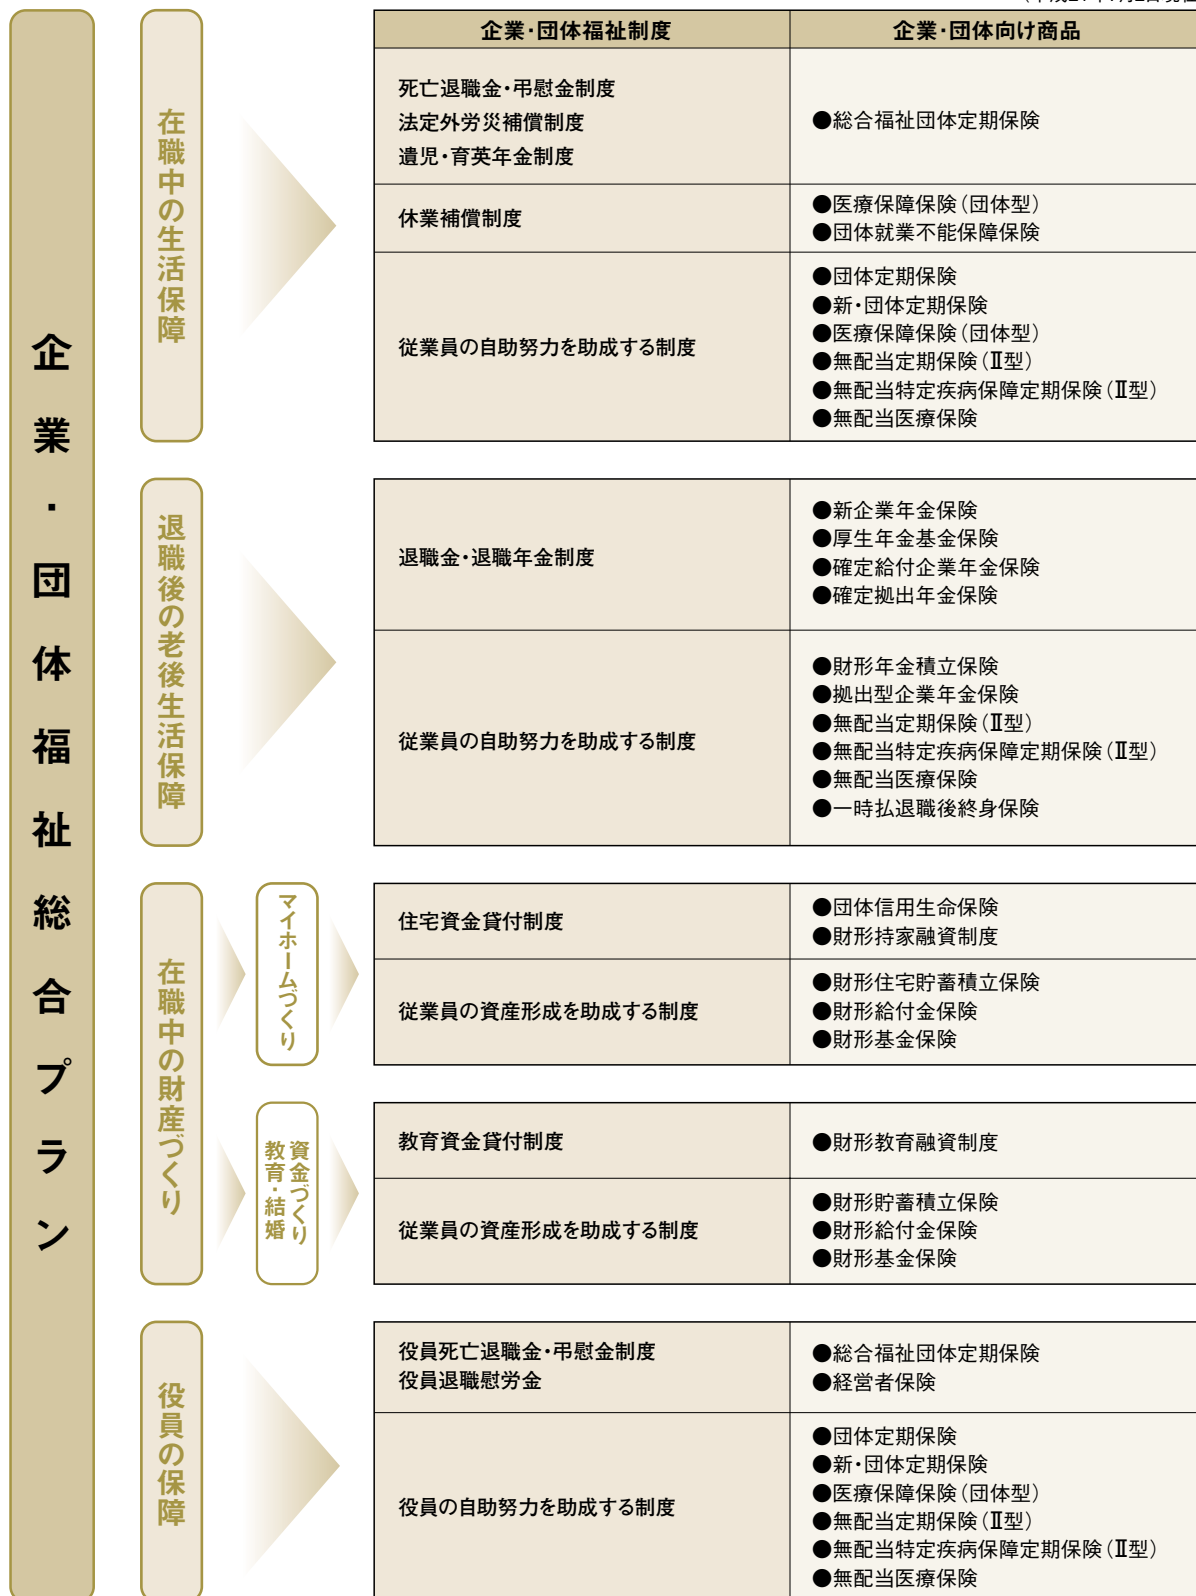 企業・団体福祉総合プラン
企業・団体福祉制度
企業・団体向け商品
在職中の生活保障
死亡退職金・弔慰金制度
法定外労災補償制度
遺児・育英年金制度
●総合福祉団体定期保険
休業補償制度
●医療保障保険（団体型）
●団体就業不能保障保険
従業員の自助努力を助成する制度
●団体定期保険
●新・団体定期保険
●医療保障保険（団体型）
●無配当定期保険（Ⅱ型）
●無配当特定疾病保障定期保険（Ⅱ型）
●無配当医療保険
退職後の老後生活保障
退職金・退職年金制度
●新企業年金保険
●厚生年金基金保険
●確定給付企業年金保険
●確定拠出年金保険
従業員の自助努力を助成する制度
●財形年金積立保険
●拠出型企業年金保険
●無配当定期保険（Ⅱ型）
●無配当特定疾病保障定期保険（Ⅱ型）
●無配当医療保険
●一時払退職後終身保険
在職中の財産づくり
マイホームづくり
住宅資金貸付制度
●団体信用生命保険
●財形持家融資制度
従業員の資産形成を助成する制度
●財形住宅貯蓄積立保険
●財形給付金保険
●財形基金保険
資金づくり
教育・結婚
教育資金貸付制度
●財形教育融資制度
従業員の資産形成を助成する制度
●財形貯蓄積立保険
●財形給付金保険
●財形基金保険
役員の保障
役員死亡退職金・弔慰金制度
役員退職慰労金
●総合福祉団体定期保険
●経営者保険
役員の自助努力を助成する制度
●団体定期保険
●新・団体定期保険
●医療保障保険（団体型）
●無配当定期保険（Ⅱ型）
●無配当特定疾病保障定期保険（Ⅱ型）
●無配当医療保険